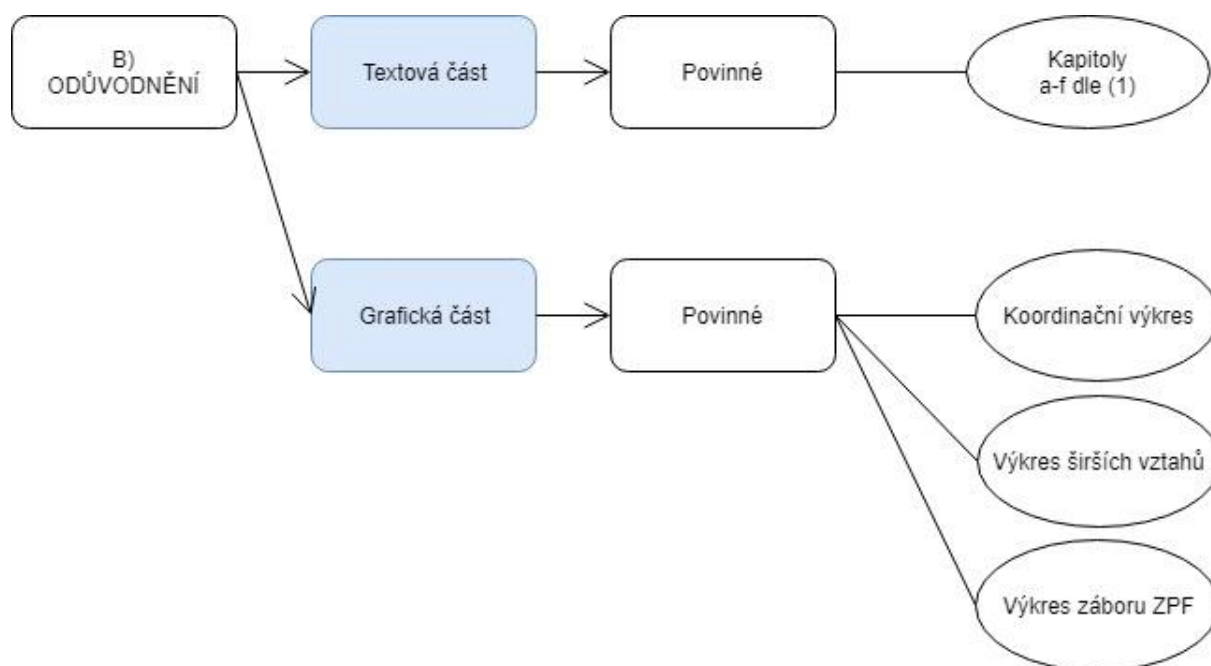 B)
ODŮVODNĚNÍ
Textová část
Povinné
Kapitoly
a-f dle (1)
Grafická část
Povinné
Koordinační výkres
Výkres širších vztahů
Výkres záboru ZPF